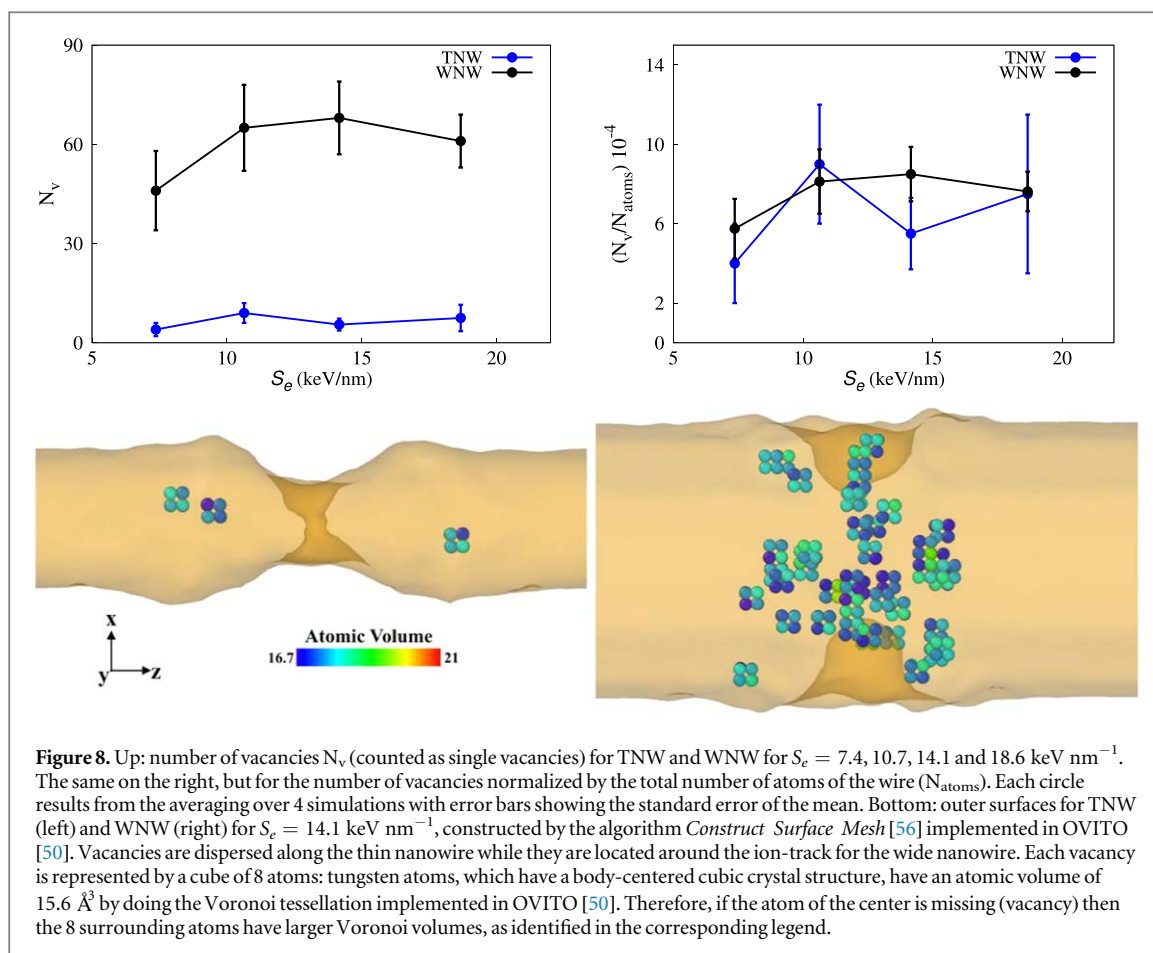 90
60
30
0
5
10
15
20
N_v
S_e (keV/nm)
TNW
WNW
14
10
6
2
0
5
10
15
20
(N_v/N_atoms) 10^-4
S_e (keV/nm)
TNW
WNW
x
y
z
Atomic Volume
16.7
21
Figure 8. Up: number of vacancies N_v (counted as single vacancies) for TNW and WNW for S_e = 7.4, 10.7, 14.1 and 18.6 keV nm⁻¹.
The same on the right, but for the number of vacancies normalized by the total number of atoms of the wire (N_atoms). Each circle
results from the averaging over 4 simulations with error bars showing the standard error of the mean. Bottom: outer surfaces for TNW
(left) and WNW (right) for S_e = 14.1 keV nm⁻¹, constructed by the algorithm Construct Surface Mesh [56] implemented in OVITO
[50]. Vacancies are dispersed along the thin nanowire while they are located around the ion-track for the wide nanowire. Each vacancy
is represented by a cube of 8 atoms: tungsten atoms, which have a body-centered cubic crystal structure, have an atomic volume of
15.6 Å³ by doing the Voronoi tessellation implemented in OVITO [50]. Therefore, if the atom of the center is missing (vacancy) then
the 8 surrounding atoms have larger Voronoi volumes, as identified in the corresponding legend.